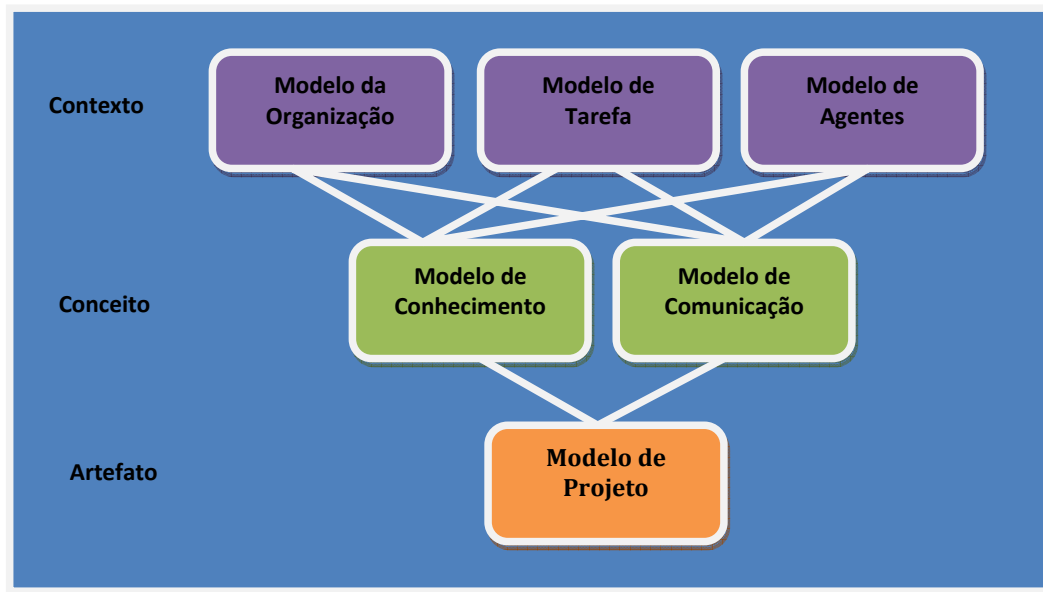 Contexto
Modelo da
Organização
Modelo de
Tarefa
Modelo de
Agentes
Conceito
Modelo de
Conhecimento
Modelo de
Comunicação
Artefato
Modelo de
Projeto